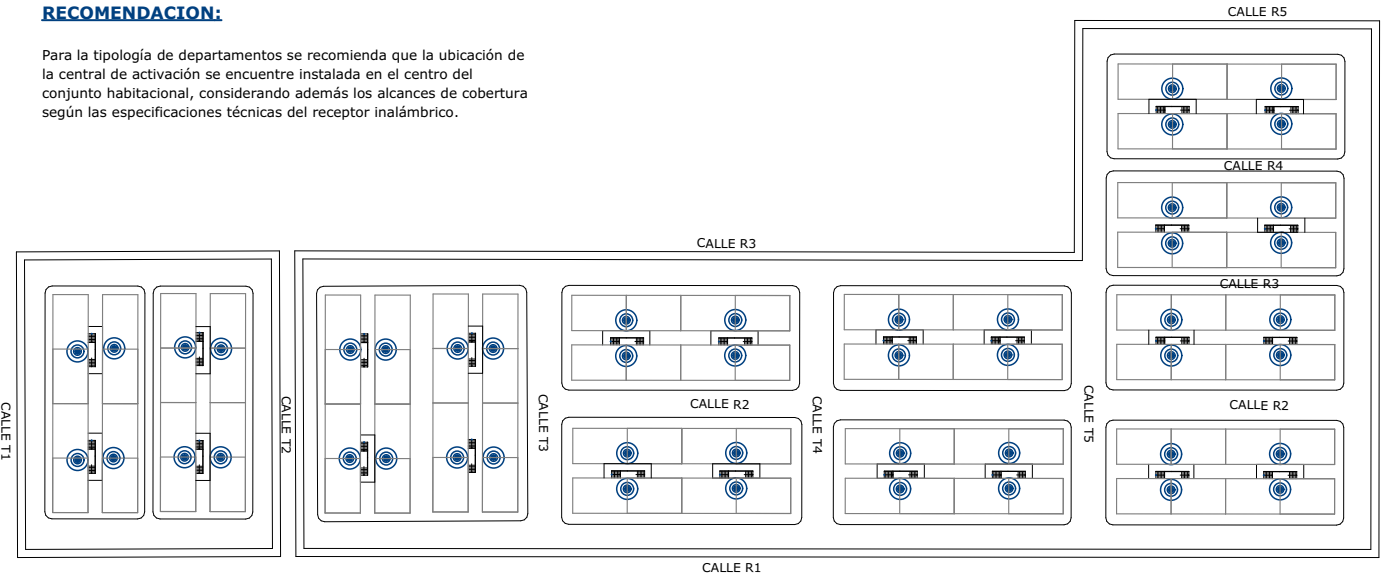 RECOMENDACION:
Para la tipología de departamentos se recomienda que la ubicación de
la central de activación se encuentre instalada en el centro del
conjunto habitacional, considerando además los alcances de cobertura
según las especificaciones técnicas del receptor inalámbrico.
CALLE R5
CALLE R4
CALLE R3
CALLE R3
CALLE T1
CALLE T2
CALLE T3
CALLE R2
CALLE T4
CALLE T5
CALLE R2
CALLE R1